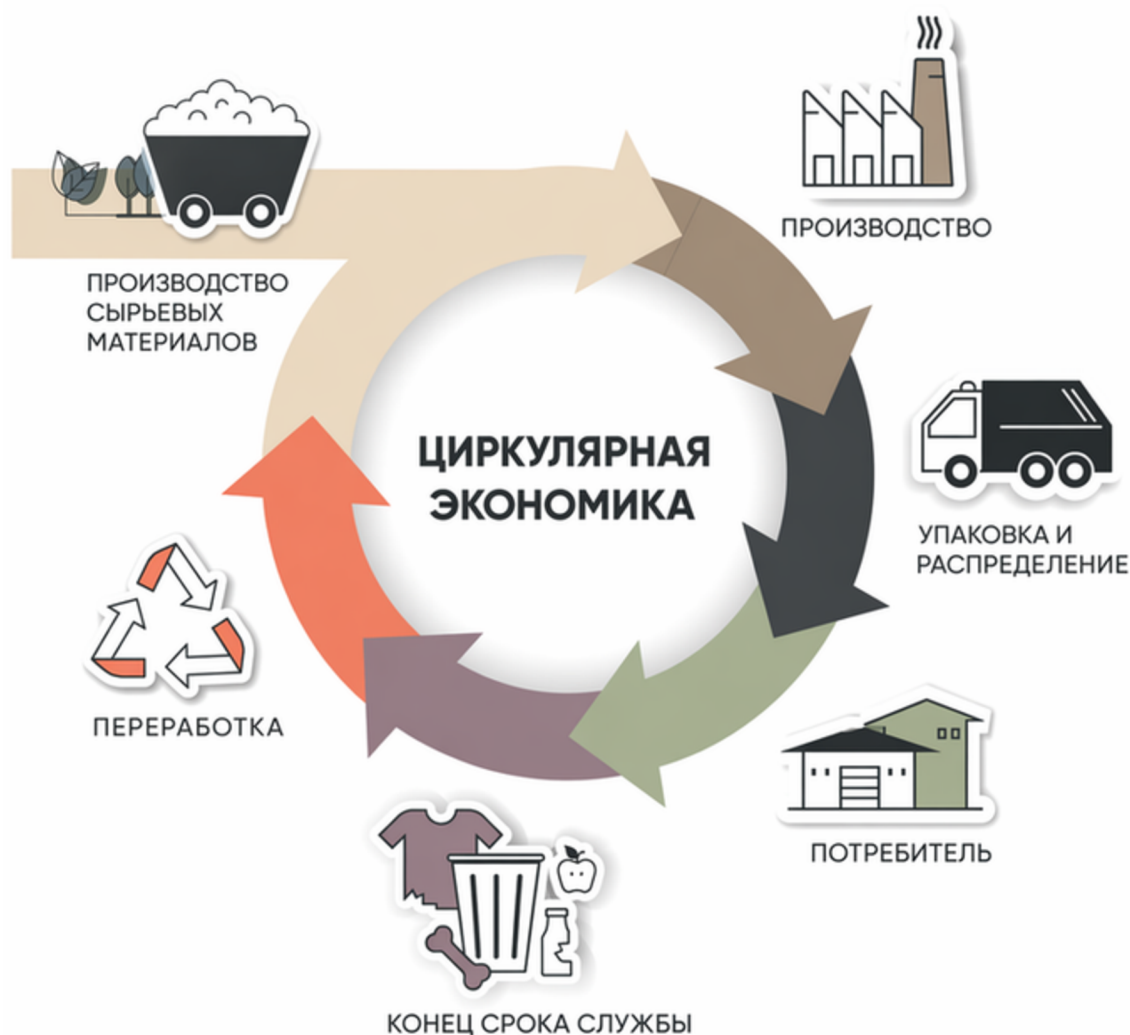 ПРОИЗВОДСТВО
ПРОИЗВОДСТВО
СЫРЬЕВЫХ
МАТЕРИАЛОВ
ЦИРКУЛЯРНАЯ
ЭКОНОМИКА
УПАКОВКА И
РАСПРЕДЕЛЕНИЕ
ПЕРЕРАБОТКА
ПОТРЕБИТЕЛЬ
КОНЕЦ СРОКА СЛУЖБЫ